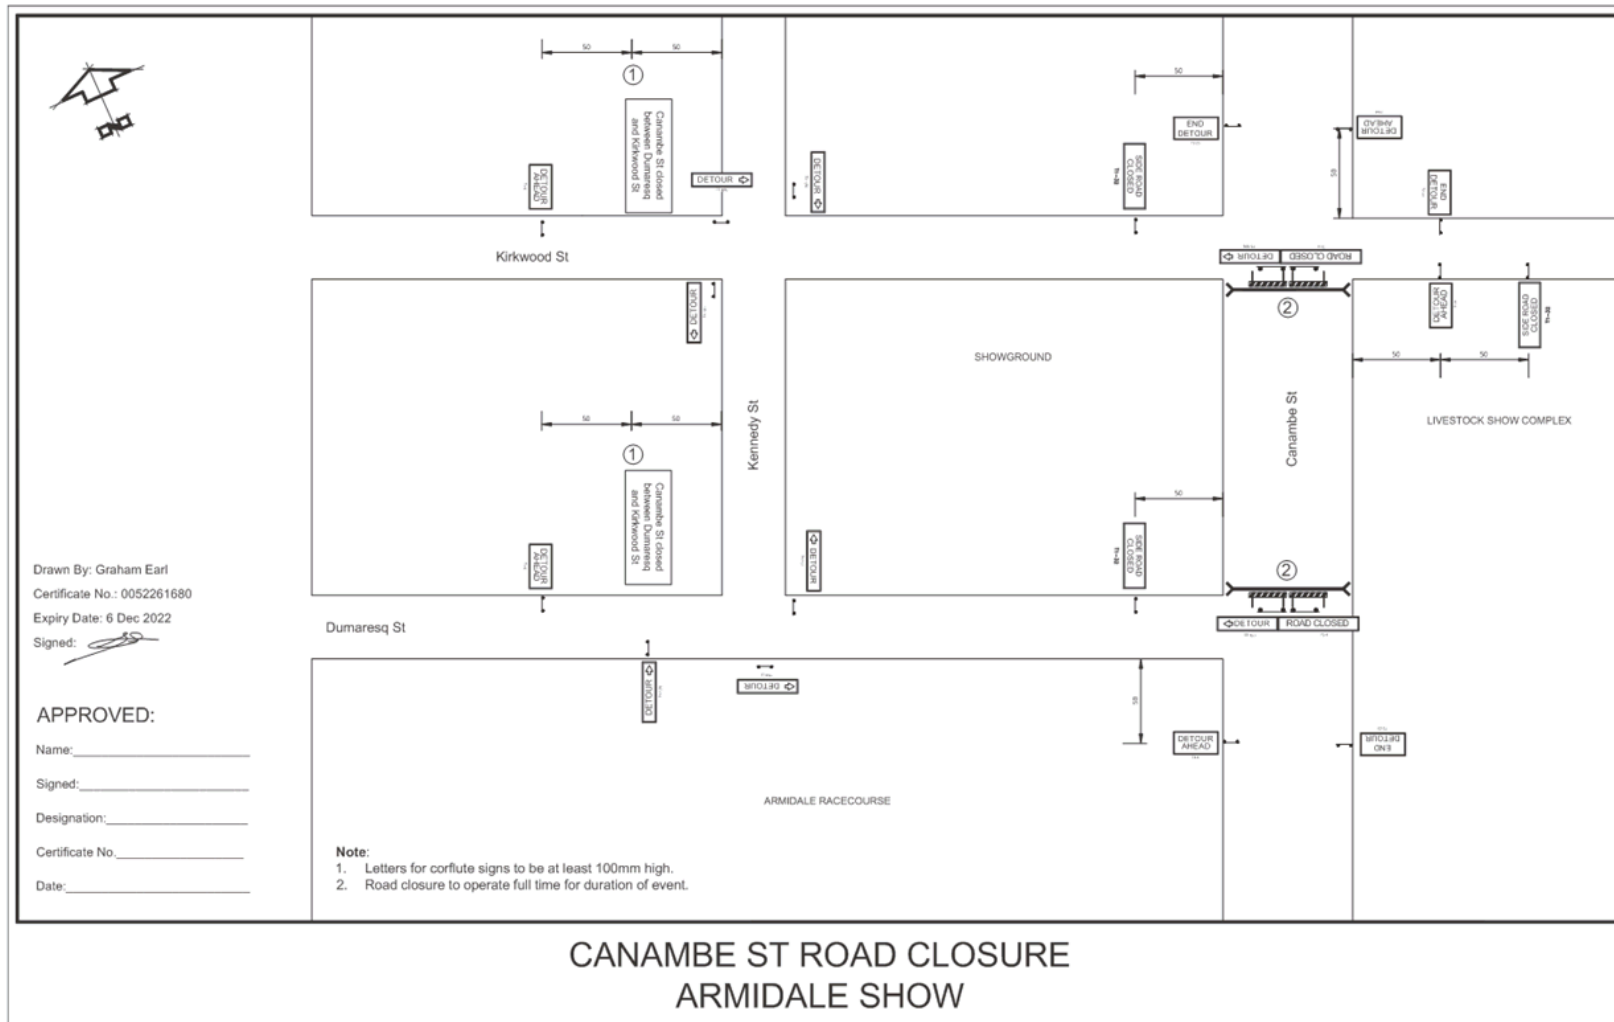 50
50
50
1
Canambe St closed
between Dumaresq
and Kirkwood St
DETOUR
AHEAD
DETOUR
DETOUR
SIDE ROAD
CLOSED
END
DETOUR
DETOUR
AHEAD
50
END
DETOUR
Kirkwood St
DETOUR
ROAD CLOSED
2
DETOUR
DETOUR
AHEAD
SIDE ROAD
CLOSED
50
50
SHOWGROUND
Kennedy St
Canambe St
LIVESTOCK SHOW COMPLEX
50
50
1
Canambe St closed
between Dumaresq
and Kirkwood St
DETOUR
AHEAD
DETOUR
50
SIDE ROAD
CLOSED
2
DETOUR
ROAD CLOSED
Dumaresq St
DETOUR
DETOUR
50
DETOUR
AHEAD
END
DETOUR
ARMIDALE RACECOURSE
Drawn By: Graham Earl
Certificate No.: 0052261680
Expiry Date: 6 Dec 2022
Signed:
APPROVED:
Name:
Signed:
Designation:
Certificate No.
Date:
Note:
1. Letters for corflute signs to be at least 100mm high.
2. Road closure to operate full time for duration of event.
CANAMBE ST ROAD CLOSURE
ARMIDALE SHOW